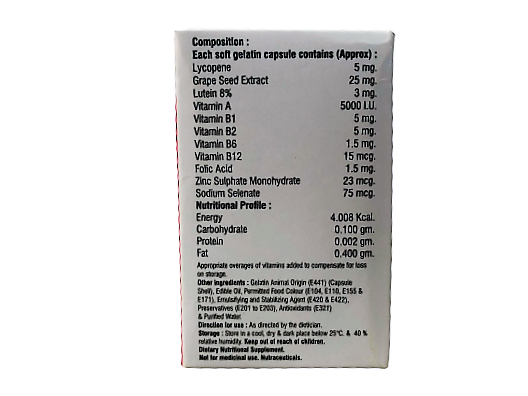 Composition :
Each soft gelatin capsule contains (Approx) :
Lycopene 5 mg.
Grape Seed Extract 25 mg.
Lutein 8% 3 mg.
Vitamin A 5000 I.U.
Vitamin B1 5 mg.
Vitamin B2 5 mg.
Vitamin B6 1.5 mg.
Vitamin B12 15 mcg.
Folic Acid 1.5 mg.
Zinc Sulphate Monohydrate 23 mcg.
Sodium Selenate 75 mcg.
Nutritional Profile :
Energy 4.008 Kcal.
Carbohydrate 0.100 gm.
Protein 0.002 gm.
Fat 0.400 gm.
Appropriate overages of vitamins added to compensate for loss
on storage.
Other ingredients : Gelatin Animal Origin (E441) (Capsule
Shell), Edible Oil, Permitted Food Colour (E104, E110, E155 &
E171), Emulsifying and Stabilizing Agent (E420 & E422),
Preservatives (E201 to E203), Antioxidants (E321)
& Purified Water.
Direction for use : As directed by the dietician.
Storage : Store in a cool, dry & dark place below 25°C. & 40 %
relative humidity. Keep out of reach of children.
Dietary Nutritional Supplement.
Not for medicinal use. Nutraceuticals.